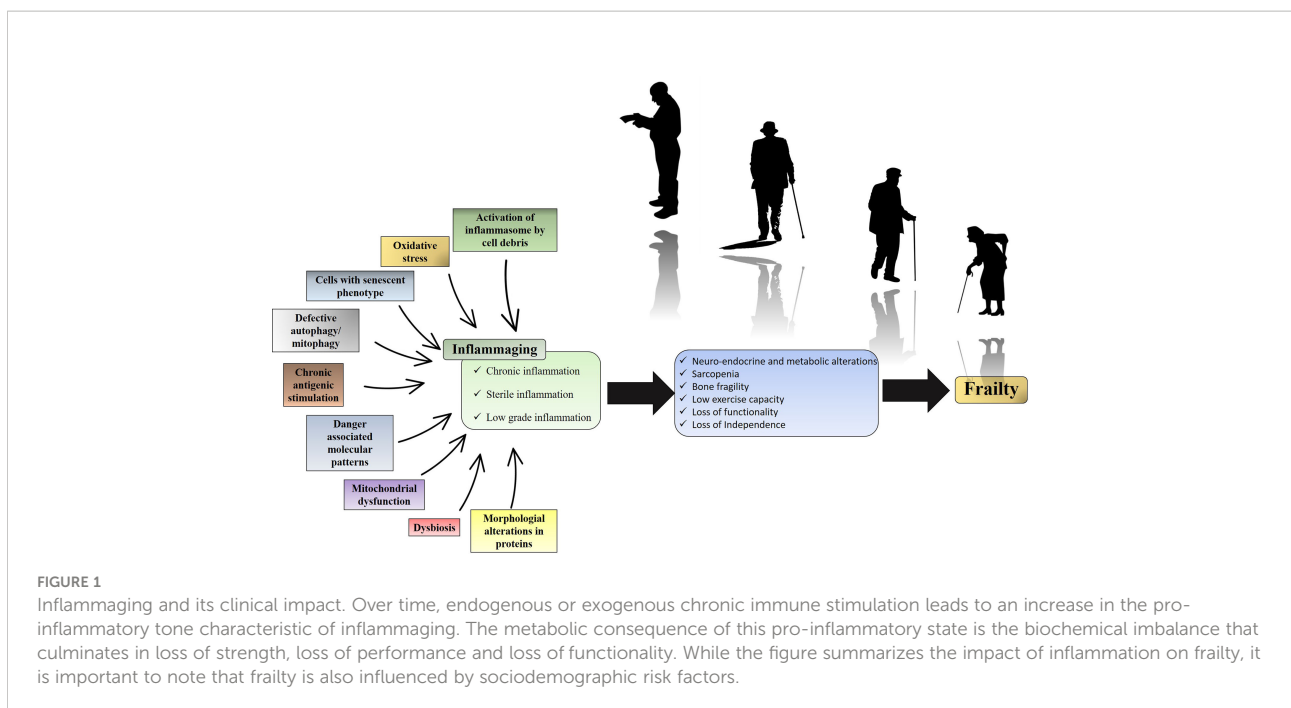 Activation of
inflammasome by
cell debris
Oxidative
stress
Cells with senescent
phenotype
Defective
autophagy/
mitophagy
Chronic
antigenic
stimulation
Danger
associated
molecular
patterns
Mitochondrial
dysfunction
Dysbiosis
Morphologial
alterations in
proteins
Inflammaging
✓ Chronic inflammation
✓ Sterile inflammation
✓ Low grade inflammation
✓ Neuro-endocrine and metabolic alterations
✓ Sarcopenia
✓ Bone fragility
✓ Low exercise capacity
✓ Loss of functionality
✓ Loss of Independence
Frailty
FIGURE 1
Inflammaging and its clinical impact. Over time, endogenous or exogenous chronic immune stimulation leads to an increase in the pro-
inflammatory tone characteristic of inflammaging. The metabolic consequence of this pro-inflammatory state is the biochemical imbalance that
culminates in loss of strength, loss of performance and loss of functionality. While the figure summarizes the impact of inflammation on frailty, it
is important to note that frailty is also influenced by sociodemographic risk factors.